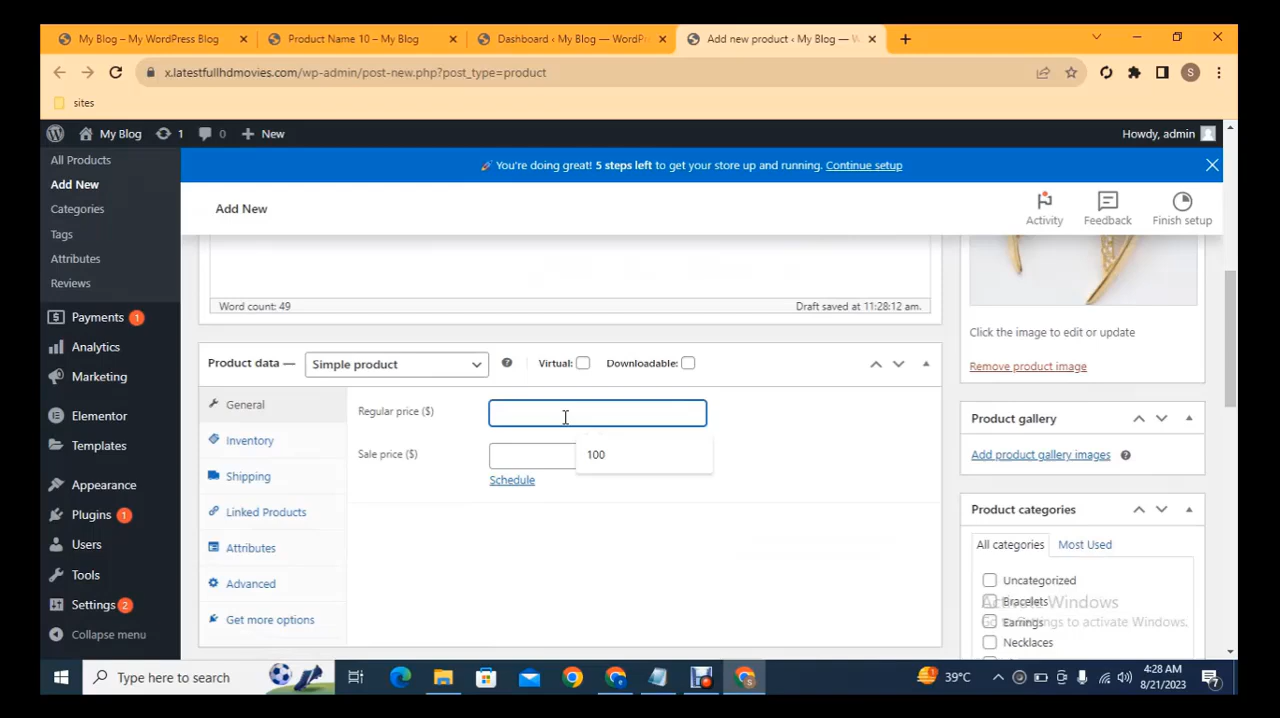 My Blog – My WordPress Blog
Product Name 10 – My Blog
Dashboard ‹ My Blog — WordPr
Add new product ‹ My Blog — W
x.latestfullhdmovies.com/wp-admin/post-new.php?post_type=product
S
sites
My Blog
1
0
New
Howdy, admin
All Products
Add New
Categories
Tags
Attributes
Reviews
Payments 1
Analytics
Marketing
Elementor
Templates
Appearance
Plugins 1
Users
Tools
Settings 2
Collapse menu
You're doing great! 5 steps left to get your store up and running. Continue setup
Add New
Activity
Feedback
Finish setup
Word count: 49
Draft saved at 11:28:12 am.
Product data —
Simple product
Virtual:
Downloadable:
General
Inventory
Shipping
Linked Products
Attributes
Advanced
Get more options
Regular price ($)
Sale price ($)
100
Schedule
Click the image to edit or update
Remove product image
Product gallery
Add product gallery images
Product categories
All categories
Most Used
Uncategorized
Bracelets
Earrings
Necklaces
Activate Windows
Go to Settings to activate Windows.
Type here to search
39°C
4:28 AM
8/21/2023
7